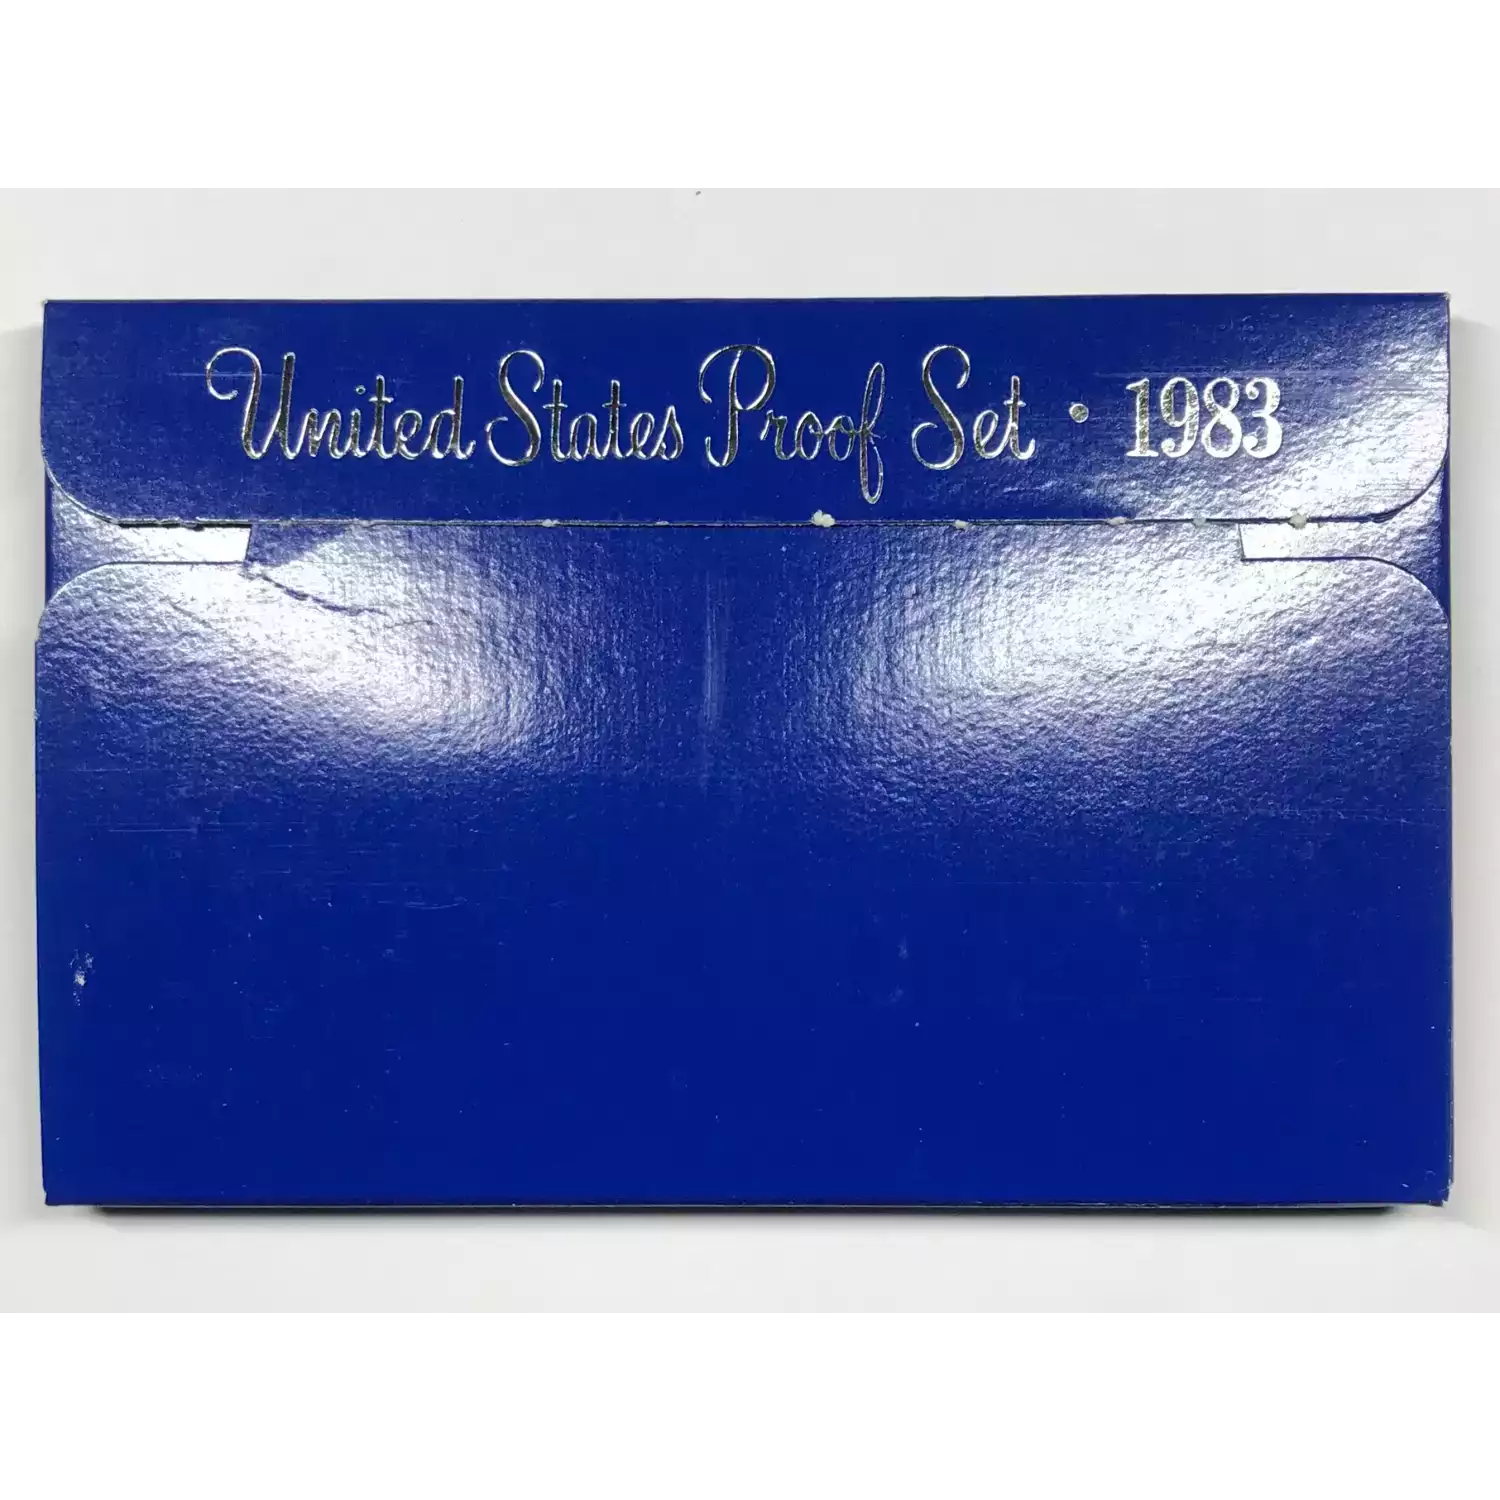 United States Proof Set • 1983